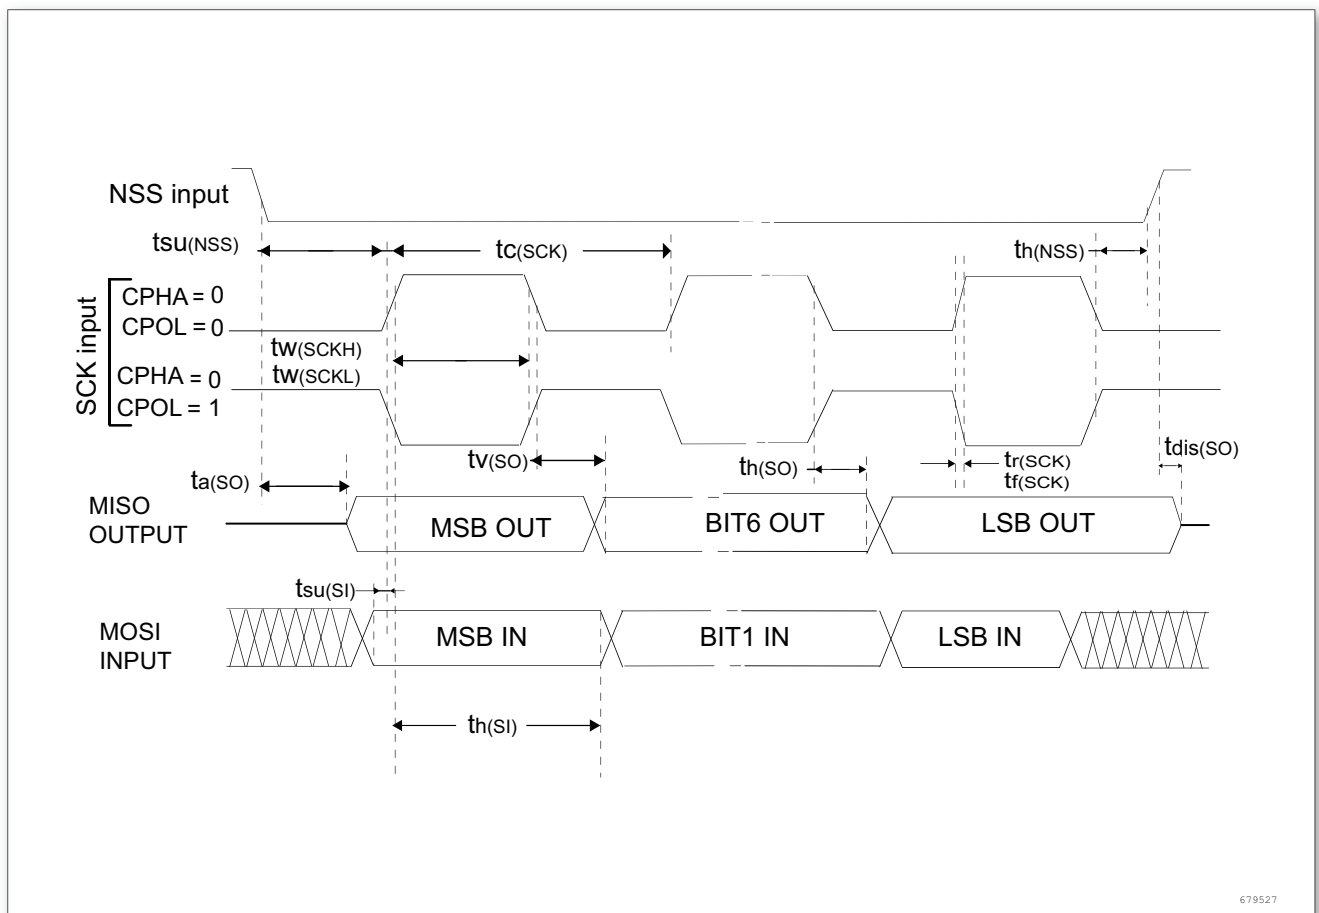 NSS input
tsu(NSS)
tc(SCK)
th(NSS)
SCK input
CPHA = 0
CPOL = 0
tw(SCKH)
CPHA = 0
tw(SCKL)
CPOL = 1
tv(SO)
th(SO)
tr(SCK)
tdis(SO)
ta(SO)
tf(SCK)
MISO
OUTPUT
MSB OUT
BIT6 OUT
LSB OUT
tsu(SI)
MOSI
INPUT
MSB IN
BIT1 IN
LSB IN
th(SI)
679527